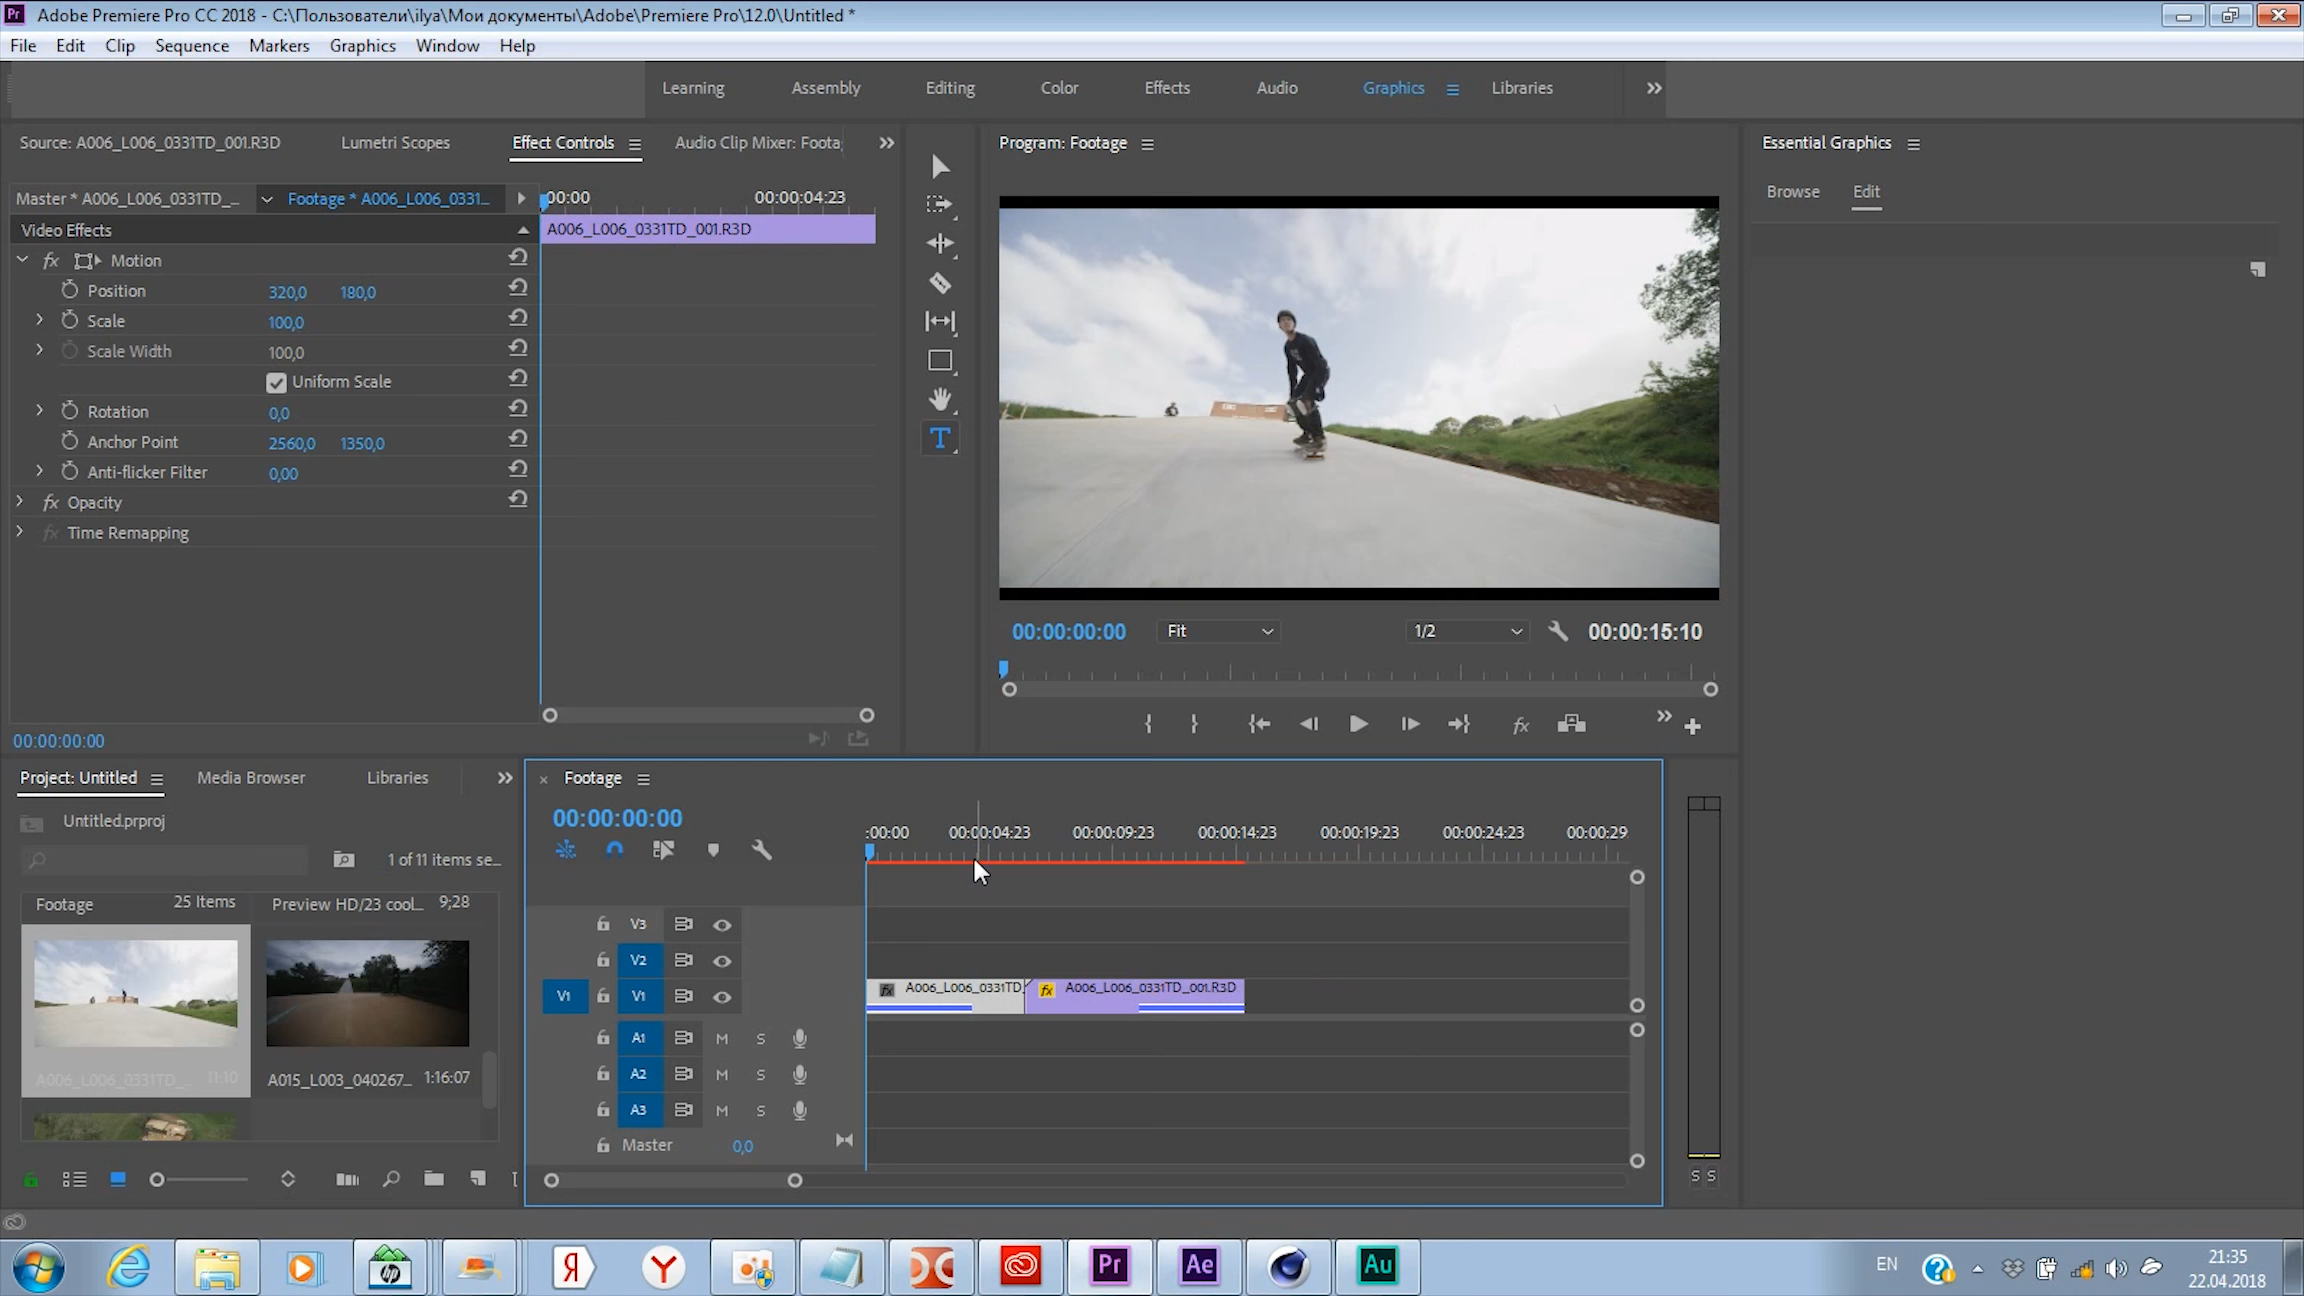 Adobe Premiere Pro CC 2018 - C:\Пользователи\ilya\Мои документы\Adobe\Premiere Pro\12.0\Untitled *
File Edit Clip Sequence Markers Graphics Window Help
Learning Assembly Editing Color Effects Audio Graphics Libraries
Source: A006_L006_0331TD_001.R3D Lumetri Scopes Effect Controls Audio Clip Mixer: Foota
Program: Footage
Essential Graphics
Browse Edit
Master * A006_L006_0331TD_... Footage * A006_L006_0331...
:00:00 00:00:04:23
Video Effects
A006_L006_0331TD_001.R3D
fx Motion
Position 320,0 180,0
Scale 100,0
Scale Width 100,0
Uniform Scale
Rotation 0,0
Anchor Point 2560,0 1350,0
Anti-flicker Filter 0,00
fx Opacity
fx Time Remapping
00:00:00:00
00:00:00:00 Fit 1/2 00:00:15:10
fx
Project: Untitled Media Browser Libraries
Untitled.prproj
1 of 11 items se...
Footage 25 Items
Preview HD/23 cool... 9;28
A006_L006_0331TD_... 11:10
A015_L003_040267... 1:16:07
Footage
00:00:00:00
:00:00 00:00:04:23 00:00:09:23 00:00:14:23 00:00:19:23 00:00:24:23 00:00:29
V3
V2
V1 V1
fx A006_L006_0331TD
fx A006_L006_0331TD_001.R3D
A1 M S
A2 M S
A3 M S
Master 0,0
S S
Я Y Pr Ae Au
hp
EN
21:35
22.04.2018